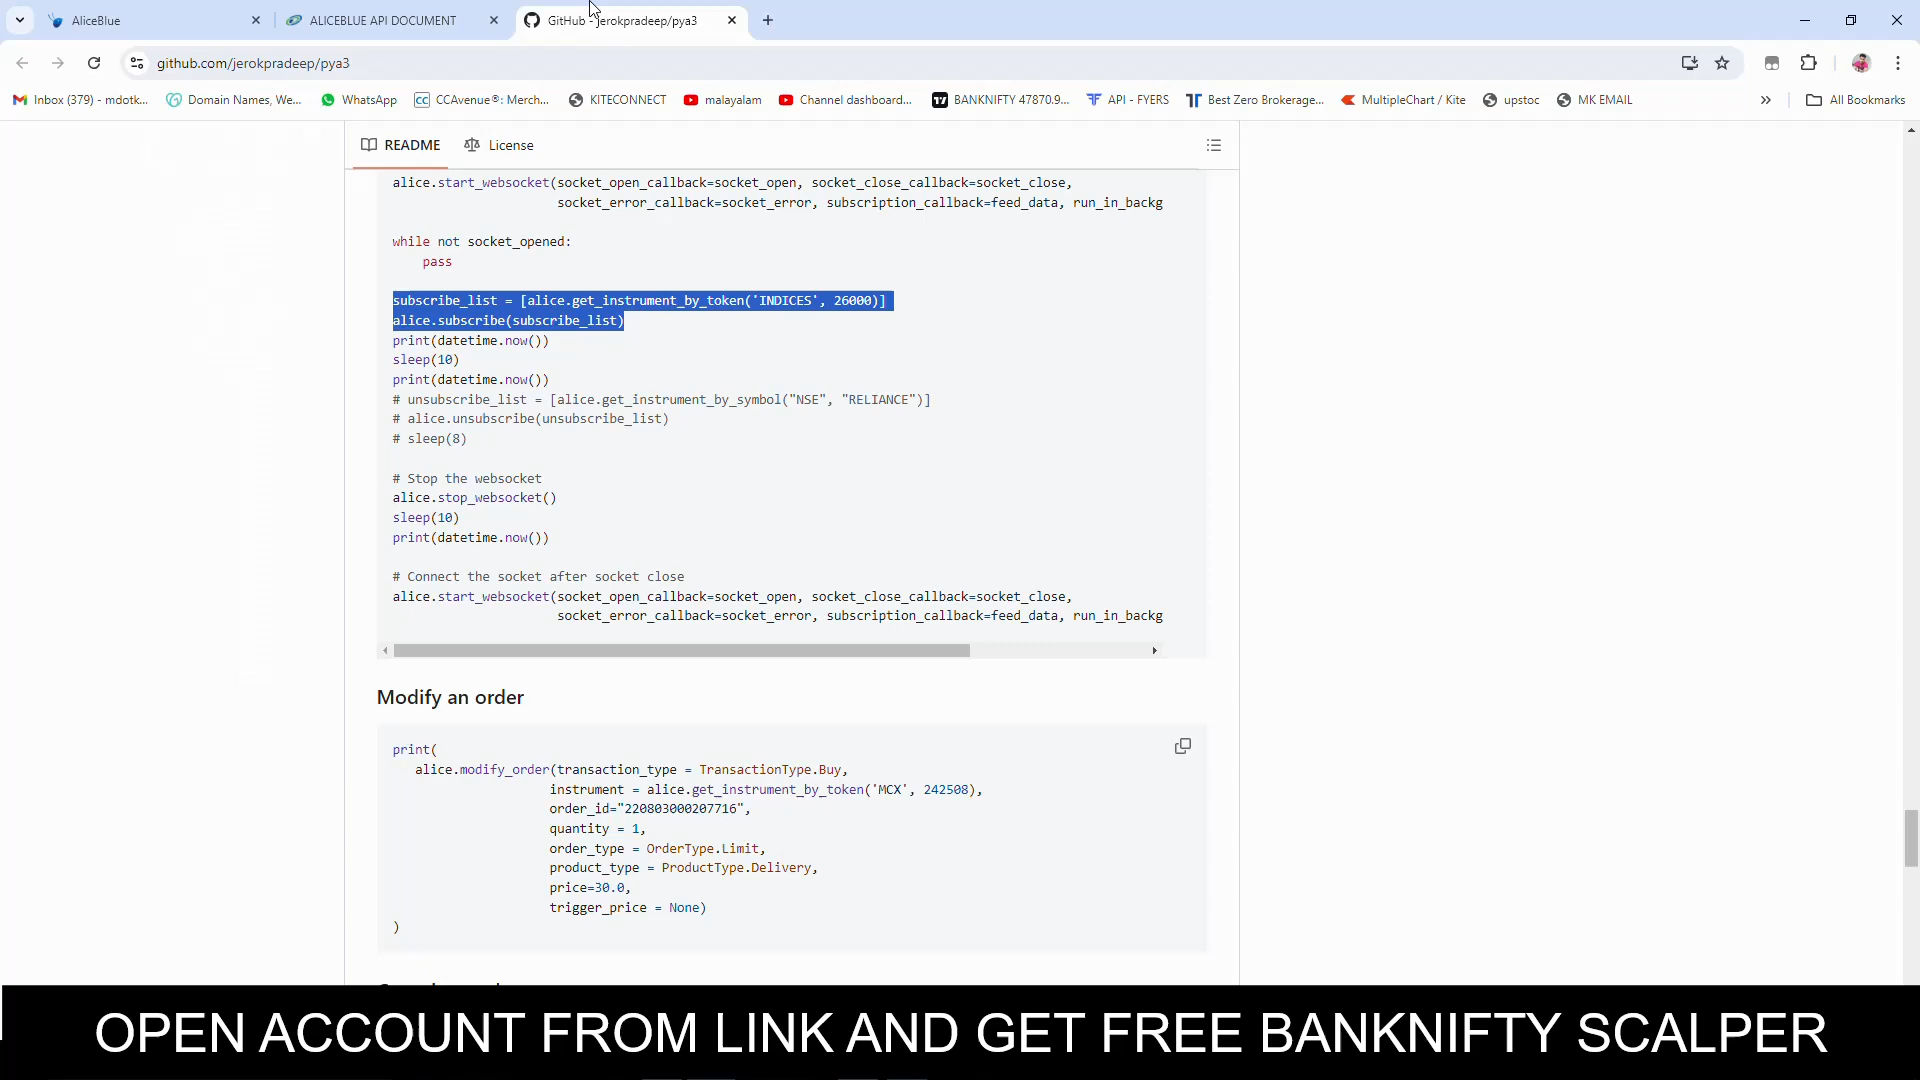 AliceBlue
ALICEBLUE API DOCUMENT
GitHub - jerokpradeep/pya3
github.com/jerokpradeep/pya3
Inbox (379) - mdotk...
Domain Names, We...
WhatsApp
CCAvenue®: Merch...
KITECONNECT
malayalam
Channel dashboard...
BANKNIFTY 47870.9...
API - FYERS
Best Zero Brokerage...
MultipleChart / Kite
upstoc
MK EMAIL
All Bookmarks
README
License
alice.start_websocket(socket_open_callback=socket_open, socket_close_callback=socket_close,
socket_error_callback=socket_error, subscription_callback=feed_data, run_in_backg
while not socket_opened:
pass
subscribe_list = [alice.get_instrument_by_token('INDICES', 26000)]
alice.subscribe(subscribe_list)
print(datetime.now())
sleep(10)
print(datetime.now())
# unsubscribe_list = [alice.get_instrument_by_symbol("NSE", "RELIANCE")]
# alice.unsubscribe(unsubscribe_list)
# sleep(8)
# Stop the websocket
alice.stop_websocket()
sleep(10)
print(datetime.now())
# Connect the socket after socket close
alice.start_websocket(socket_open_callback=socket_open, socket_close_callback=socket_close,
socket_error_callback=socket_error, subscription_callback=feed_data, run_in_backg
Modify an order
print(
alice.modify_order(transaction_type = TransactionType.Buy,
instrument = alice.get_instrument_by_token('MCX', 242508),
order_id="220803000207716",
quantity = 1,
order_type = OrderType.Limit,
product_type = ProductType.Delivery,
price=30.0,
trigger_price = None)
)
OPEN ACCOUNT FROM LINK AND GET FREE BANKNIFTY SCALPER